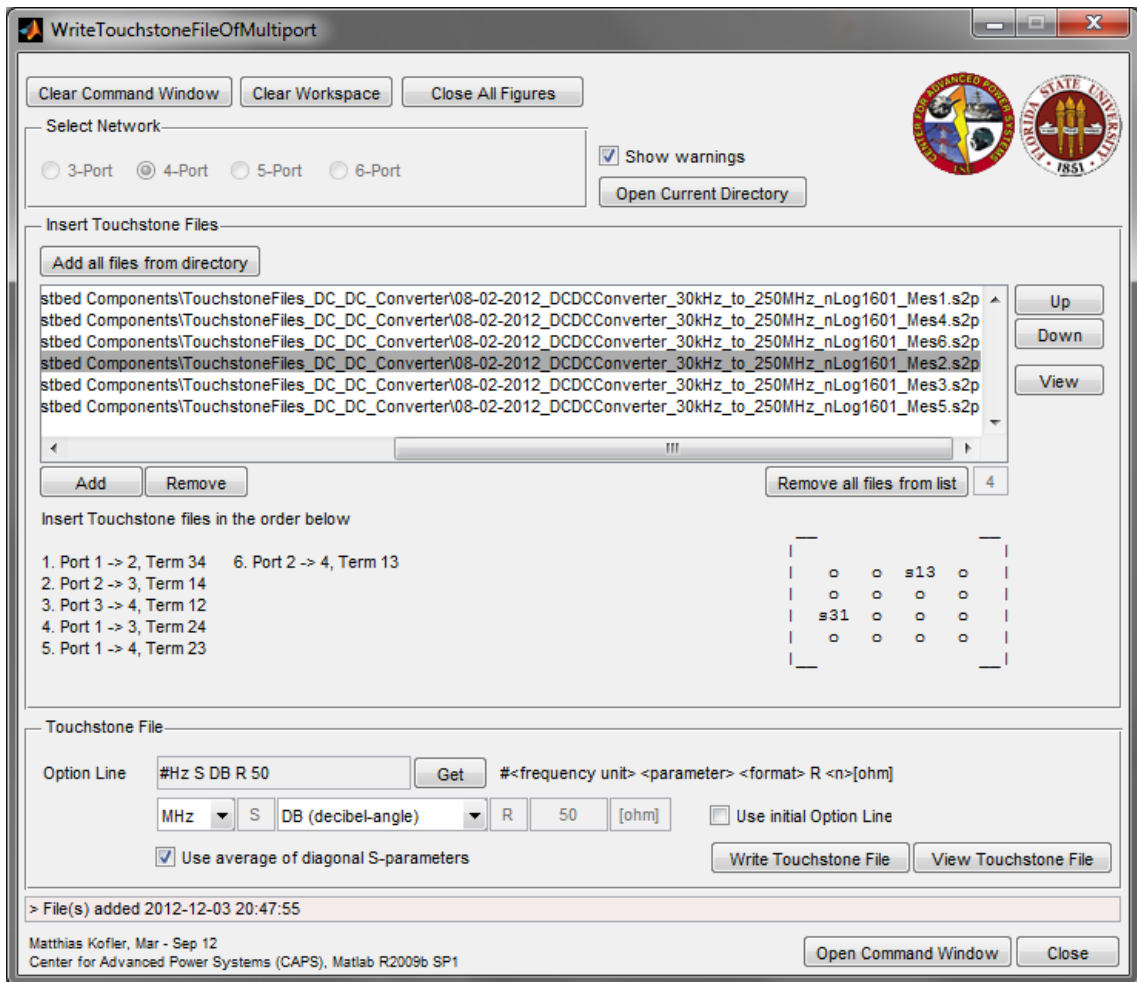 WriteTouchstoneFileOfMultiport
Clear Command Window Clear Workspace Close All Figures
Select Network
3-Port 4-Port 5-Port 6-Port
Show warnings
Open Current Directory
CENTER FOR ADVANCED POWER SYSTEMS
FSU
FLORIDA STATE UNIVERSITY
1851
Insert Touchstone Files
Add all files from directory
stbed Components\TouchstoneFiles_DC_DC_Converter\08-02-2012_DCDCConverter_30kHz_to_250MHz_nLog1601_Mes1.s2p
stbed Components\TouchstoneFiles_DC_DC_Converter\08-02-2012_DCDCConverter_30kHz_to_250MHz_nLog1601_Mes4.s2p
stbed Components\TouchstoneFiles_DC_DC_Converter\08-02-2012_DCDCConverter_30kHz_to_250MHz_nLog1601_Mes6.s2p
stbed Components\TouchstoneFiles_DC_DC_Converter\08-02-2012_DCDCConverter_30kHz_to_250MHz_nLog1601_Mes2.s2p
stbed Components\TouchstoneFiles_DC_DC_Converter\08-02-2012_DCDCConverter_30kHz_to_250MHz_nLog1601_Mes3.s2p
stbed Components\TouchstoneFiles_DC_DC_Converter\08-02-2012_DCDCConverter_30kHz_to_250MHz_nLog1601_Mes5.s2p
Up
Down
View
Add Remove Remove all files from list 4
Insert Touchstone files in the order below
1. Port 1 -> 2, Term 34 6. Port 2 -> 4, Term 13
2. Port 2 -> 3, Term 14
3. Port 3 -> 4, Term 12
4. Port 1 -> 3, Term 24
5. Port 1 -> 4, Term 23
o o s13 o
o o o o
s31 o o o
o o o o
Touchstone File
Option Line #Hz S DB R 50 Get #<frequency unit> <parameter> <format> R <n>[ohm]
MHz S DB (decibel-angle) R 50 [ohm] Use initial Option Line
Use average of diagonal S-parameters Write Touchstone File View Touchstone File
> File(s) added 2012-12-03 20:47:55
Matthias Kofler, Mar - Sep 12
Center for Advanced Power Systems (CAPS), Matlab R2009b SP1
Open Command Window Close